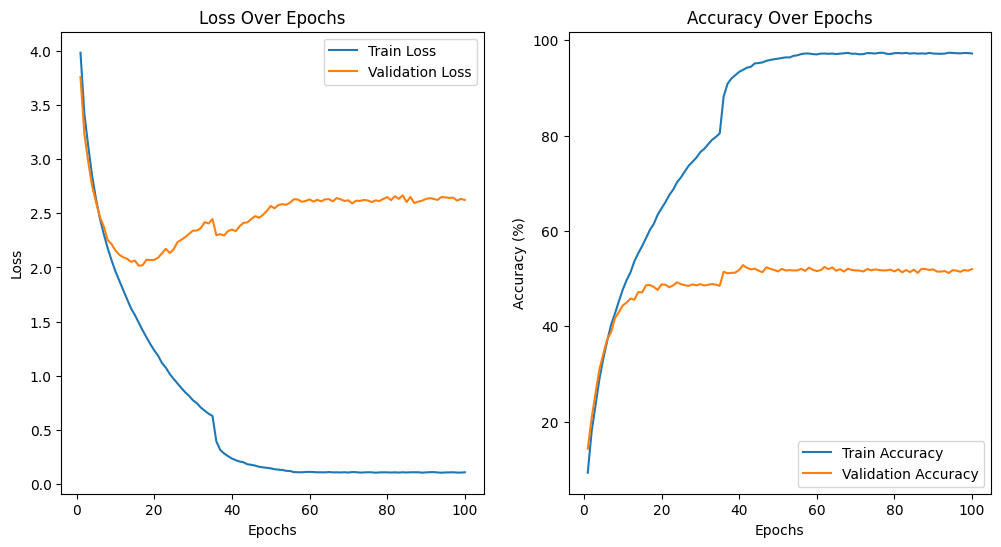 Loss Over Epochs
Train Loss
Validation Loss
4.0
3.5
3.0
2.5
2.0
1.5
1.0
0.5
0.0
Loss
0 20 40 60 80 100
Epochs
Accuracy Over Epochs
100
80
60
40
20
Accuracy (%)
Train Accuracy
Validation Accuracy
0 20 40 60 80 100
Epochs